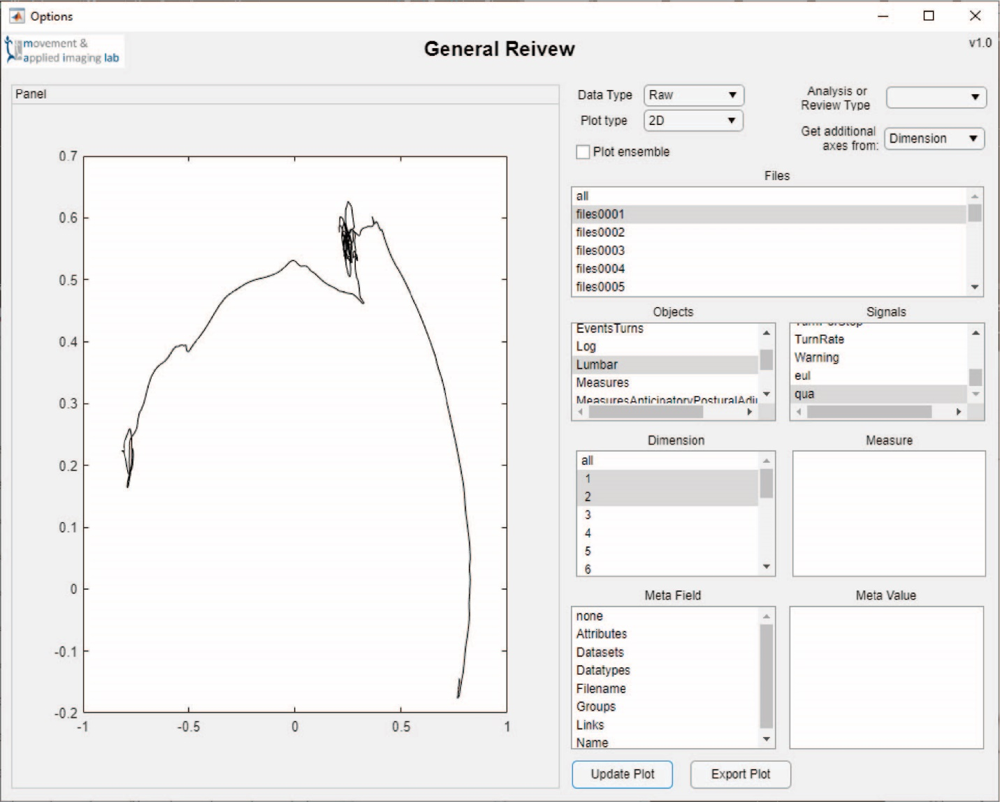 Options
movement &
applied imaging lab
General Reivew
v1.0
Panel
0.7
0.6
0.5
0.4
0.3
0.2
0.1
0
-0.1
-0.2
-1
-0.5
0
0.5
1
Data Type
Raw
Plot type
2D
Plot ensemble
Analysis or
Review Type
Get additional
axes from:
Dimension
Files
all
files0001
files0002
files0003
files0004
files0005
Objects
EventsTurns
Log
Lumbar
Measures
MeasuresAnticipatoryPosturalAdju
Signals
TurnRate
Warning
eul
qua
Dimension
all
1
2
3
4
5
6
Measure
Meta Field
none
Attributes
Datasets
Datatypes
Filename
Groups
Links
Name
Meta Value
Update Plot
Export Plot